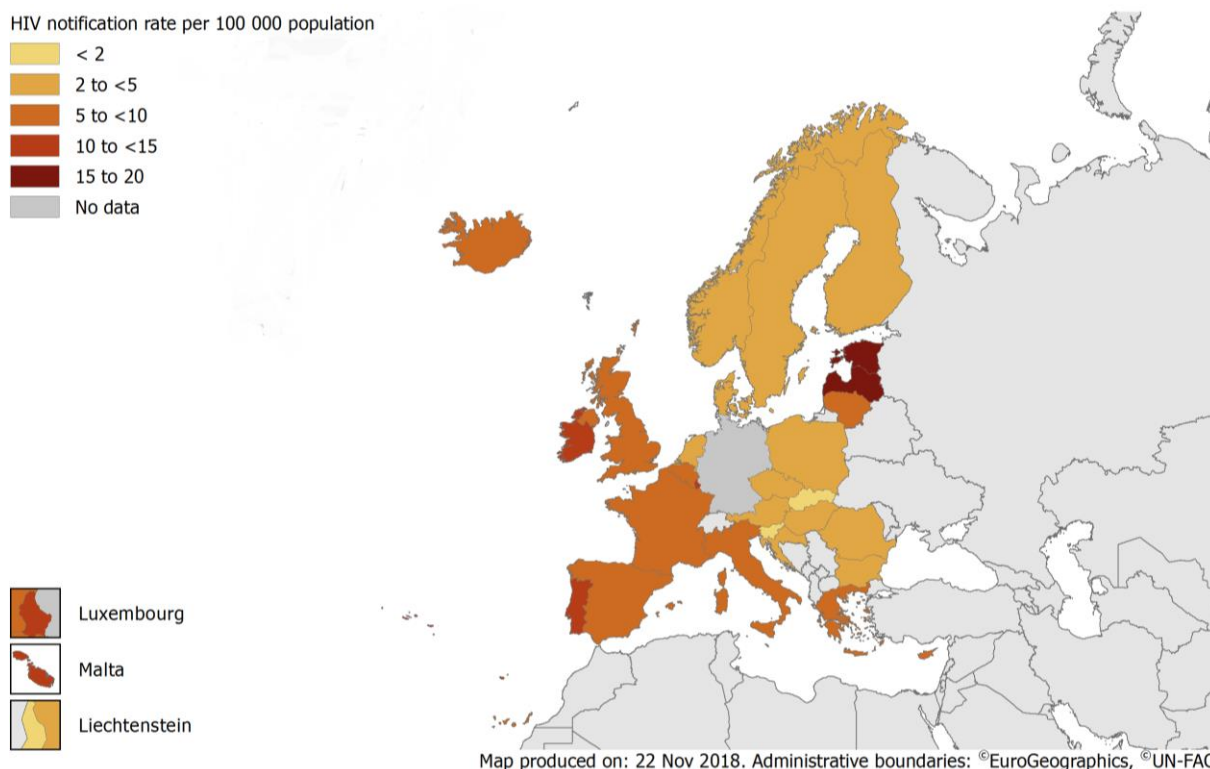 HIV notification rate per 100 000 population
< 2
2 to <5
5 to <10
10 to <15
15 to 20
No data
Luxembourg
Malta
Liechtenstein
Map produced on: 22 Nov 2018. Administrative boundaries: ©EuroGeographics, ©UN-FAO